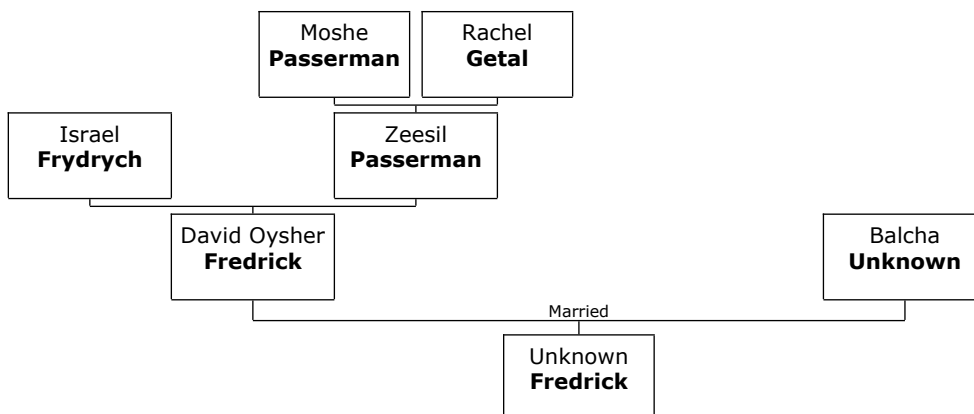 Moshe
Passerman
Rachel
Getal
Israel
Frydrych
Zeesil
Passerman
David Oysher
Fredrick
Balcha
Unknown
Married
Unknown
Fredrick